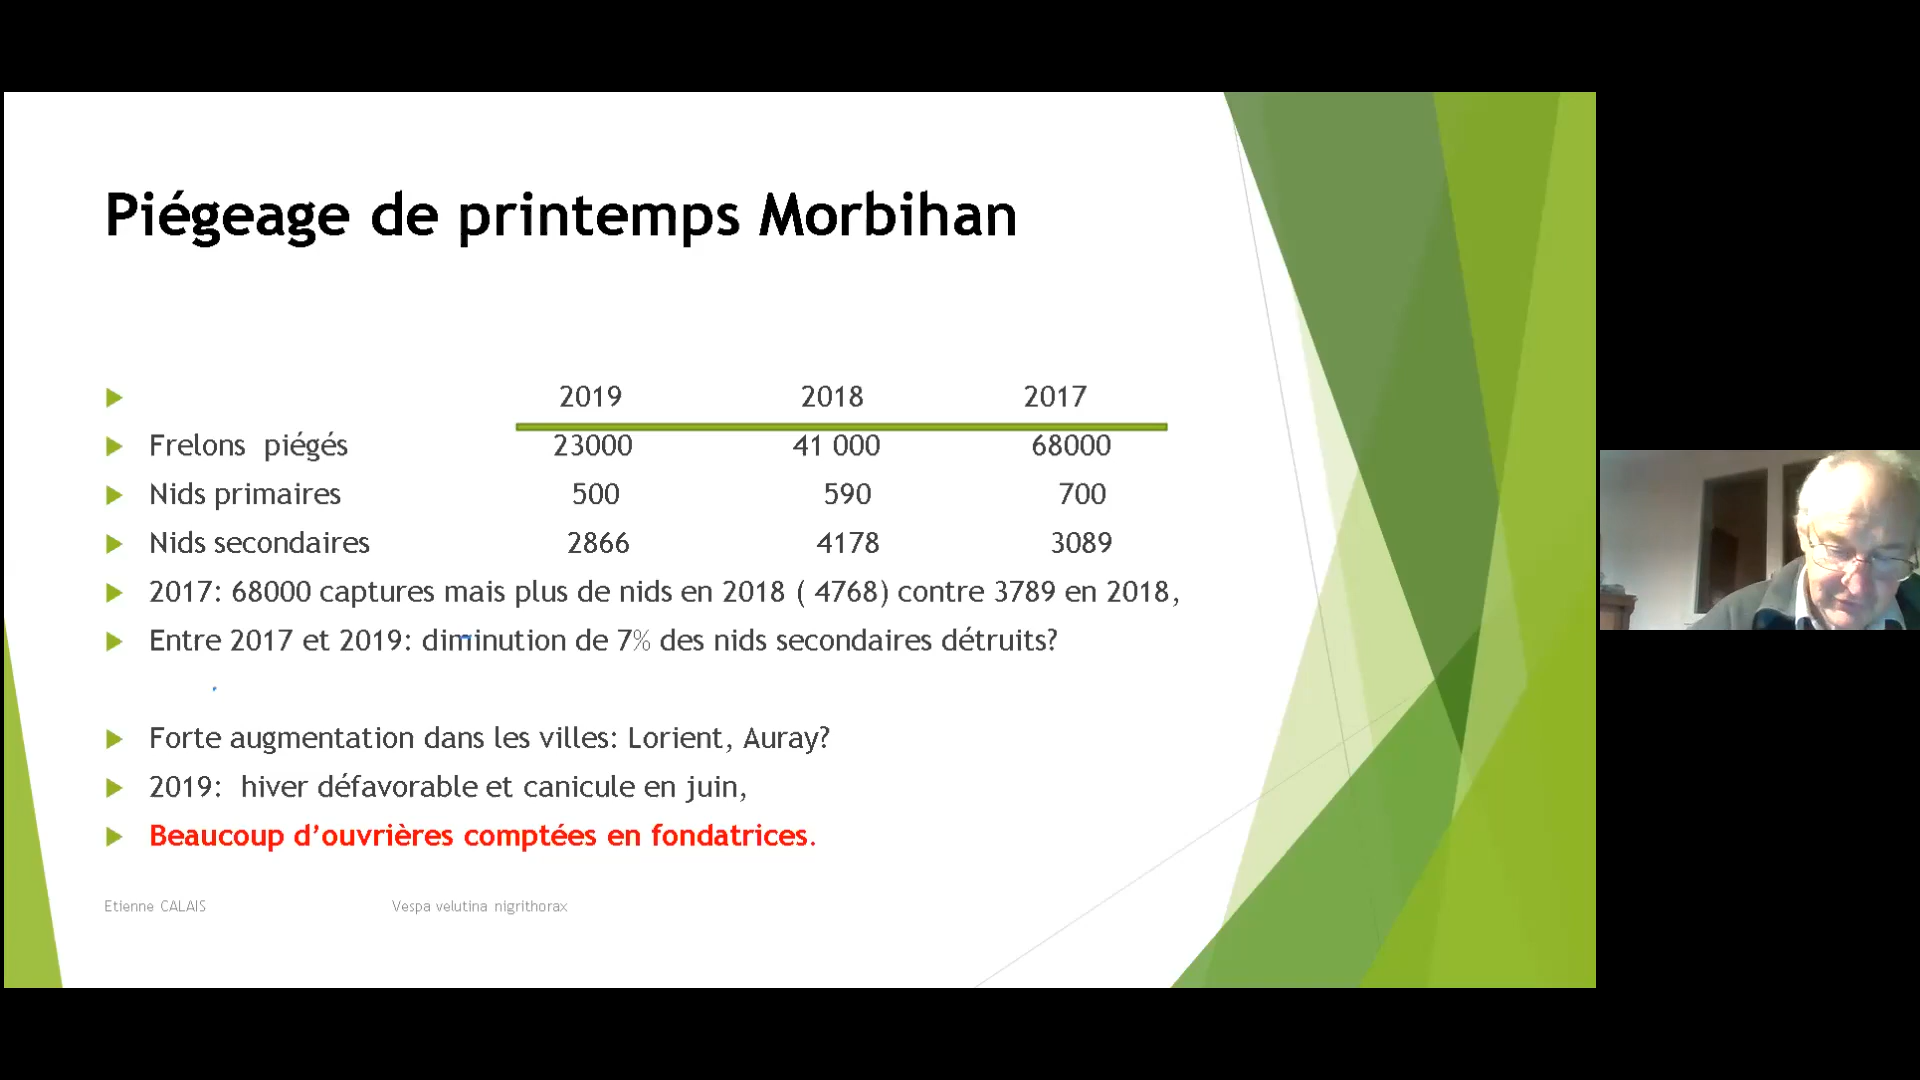 Piégeage de printemps Morbihan
2019 2018 2017
Frelons piégés 23000 41 000 68000
Nids primaires 500 590 700
Nids secondaires 2866 4178 3089
2017: 68000 captures mais plus de nids en 2018 ( 4768) contre 3789 en 2018,
Entre 2017 et 2019: diminution de 7% des nids secondaires détruits?
Forte augmentation dans les villes: Lorient, Auray?
2019: hiver défavorable et canicule en juin,
Beaucoup d’ouvrières comptées en fondatrices.
Etienne CALAIS Vespa velutina nigrithorax